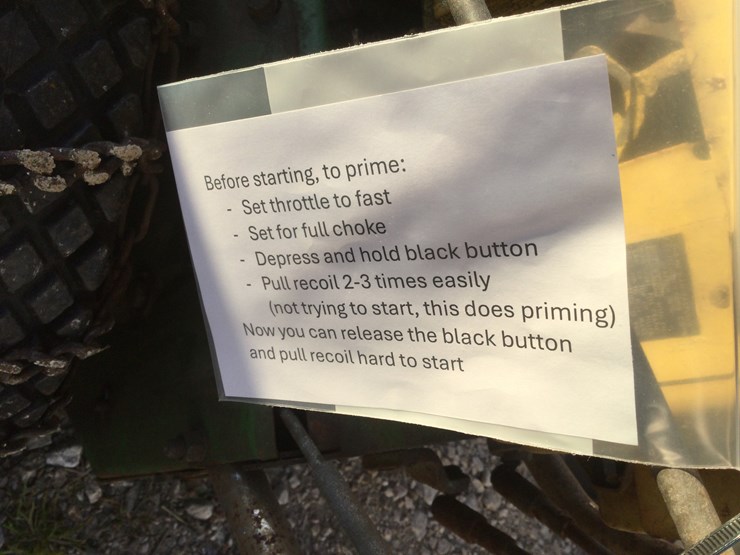 Before starting, to prime:
- Set throttle to fast
- Set for full choke
- Depress and hold black button
- Pull recoil 2-3 times easily
(not trying to start, this does priming)
Now you can release the black button
and pull recoil hard to start